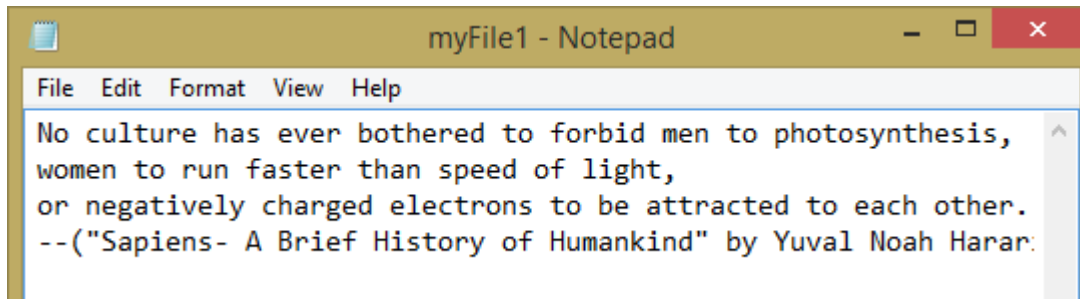 myFile1 - Notepad
File Edit Format View Help
No culture has ever bothered to forbid men to photosynthesis,
women to run faster than speed of light,
or negatively charged electrons to be attracted to each other.
--("Sapiens- A Brief History of Humankind" by Yuval Noah